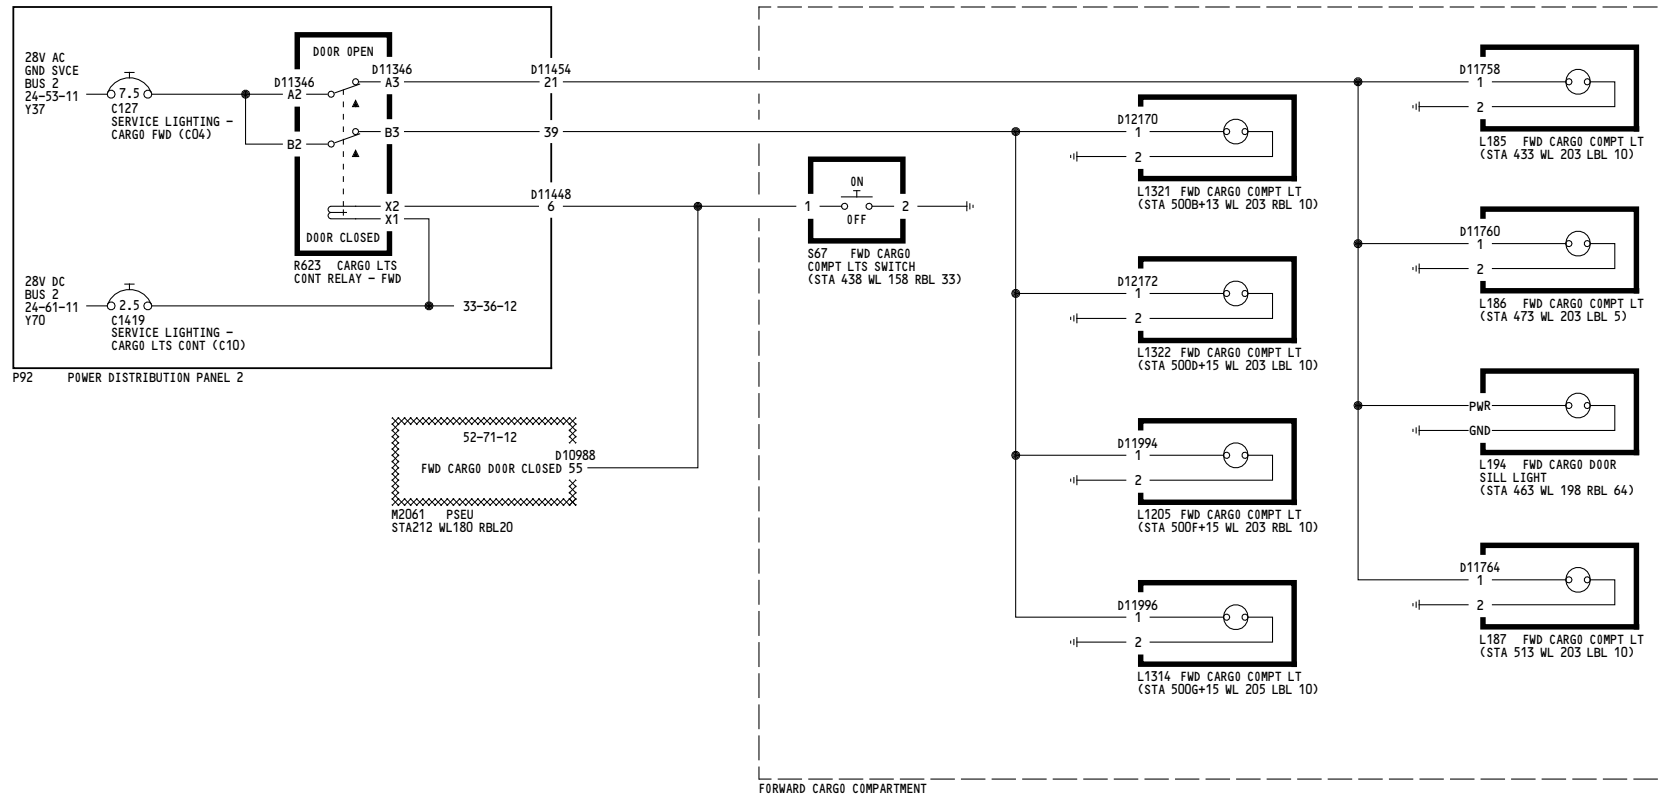 28V AC
GND SVCE
BUS 2
24-53-11
Y37
7.5
C127
SERVICE LIGHTING -
CARGO FWD (C04)
DOOR OPEN
D11346
A2
D11346
A3
B2
B3
X2
X1
DOOR CLOSED
R623 CARGO LTS
CONT RELAY - FWD
28V DC
BUS 2
24-61-11
Y70
2.5
C1419
SERVICE LIGHTING -
CARGO LTS CONT (C10)
33-36-12
P92 POWER DISTRIBUTION PANEL 2
D11454
21
39
D11448
6
52-71-12
D10988
FWD CARGO DOOR CLOSED 55
M2061 PSEU
STA212 WL180 RBL20
1
ON
OFF
2
S67 FWD CARGO
COMPT LTS SWITCH
(STA 438 WL 158 RBL 33)
D12170
1
2
L1321 FWD CARGO COMPT LT
(STA 500B+13 WL 203 RBL 10)
D12172
1
2
L1322 FWD CARGO COMPT LT
(STA 500D+15 WL 203 LBL 10)
D11994
1
2
L1205 FWD CARGO COMPT LT
(STA 500F+15 WL 203 RBL 10)
D11996
1
2
L1314 FWD CARGO COMPT LT
(STA 500G+15 WL 205 LBL 10)
D11758
1
2
L185 FWD CARGO COMPT LT
(STA 433 WL 203 LBL 10)
D11760
1
2
L186 FWD CARGO COMPT LT
(STA 473 WL 203 LBL 5)
PWR
GND
L194 FWD CARGO DOOR
SILL LIGHT
(STA 463 WL 198 RBL 64)
D11764
1
2
L187 FWD CARGO COMPT LT
(STA 513 WL 203 LBL 10)
FORWARD CARGO COMPARTMENT